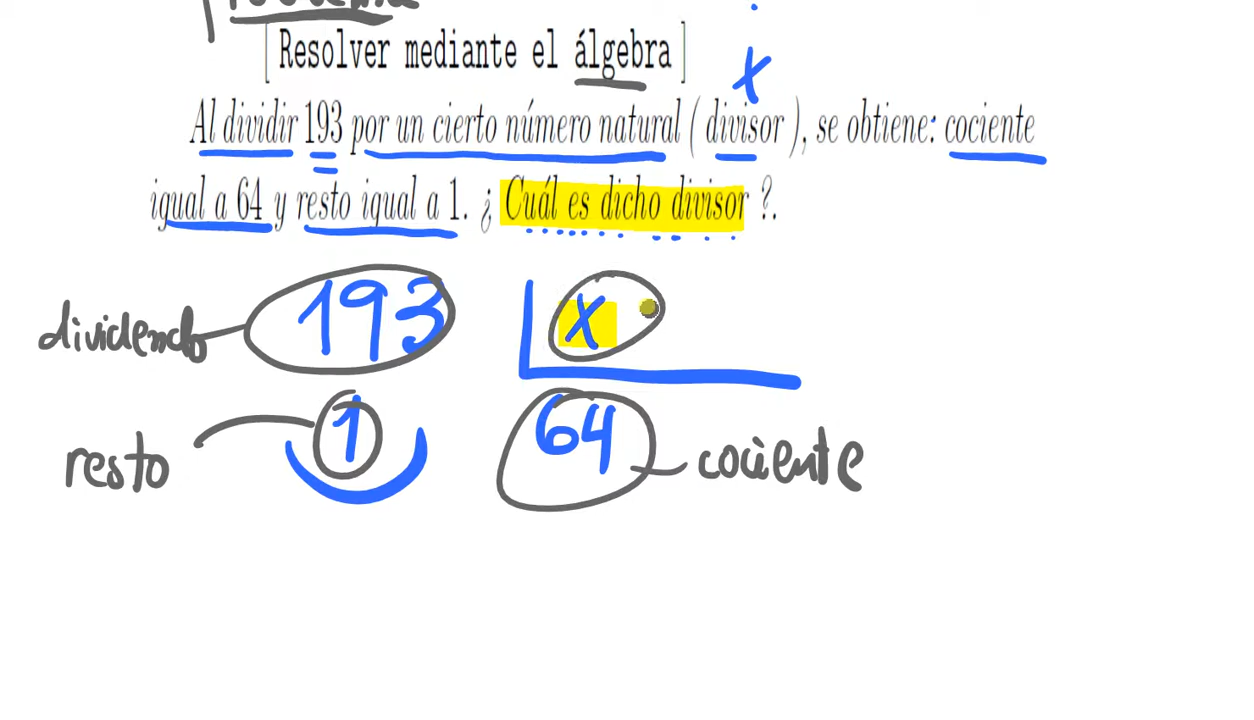 [ Resolver mediante el álgebra ]
x
Al dividir 193 por un cierto número natural ( divisor ), se obtiene: cociente
igual a 64 y resto igual a 1. ¿ Cuál es dicho divisor ?.
dividendo 193 x
resto 1 64 cociente